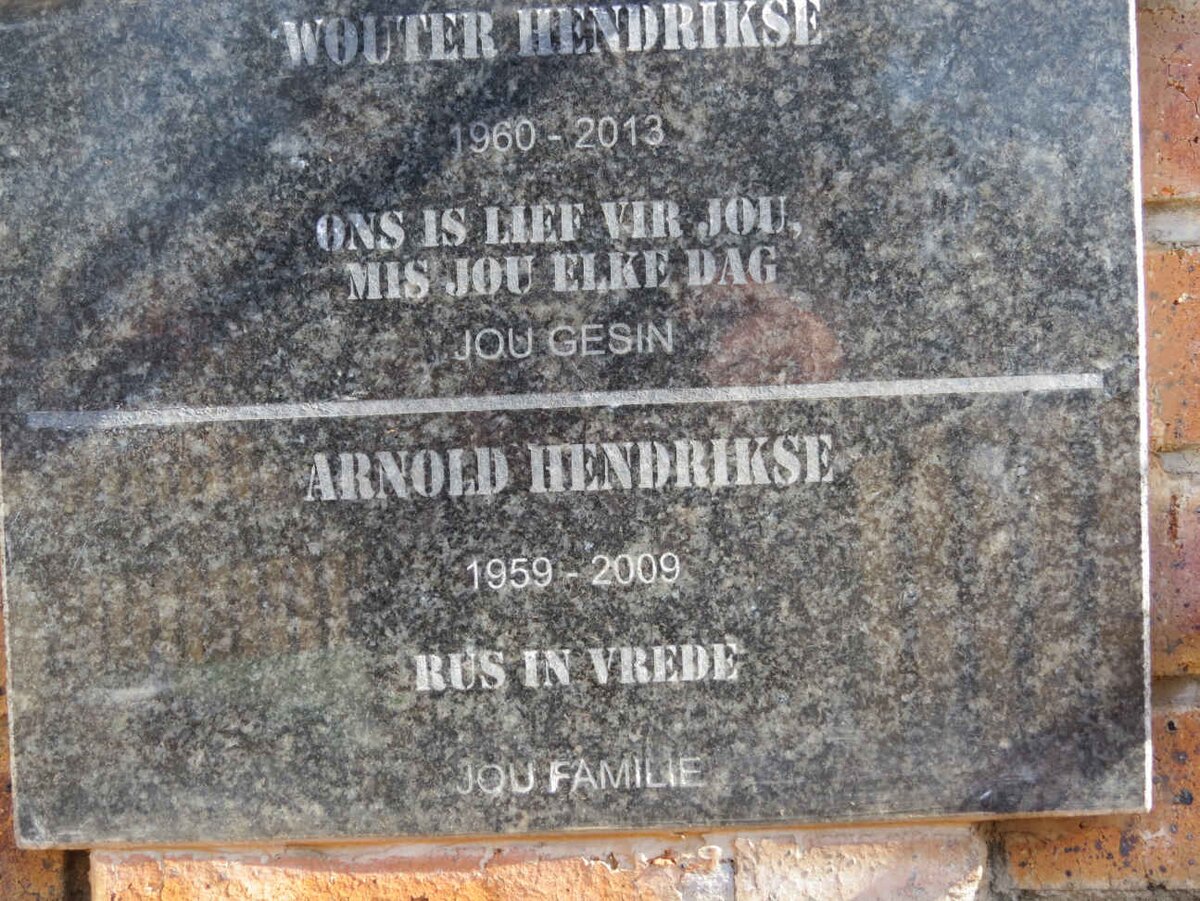 WOUTER HENDRIKSE
1960 - 2013
ONS IS LIEF VIR JOU,
MIS JOU ELKE DAG
JOU GESIN
ARNOLD HENDRIKSE
1959 - 2009
RUS IN VREDE
JOU FAMILIE